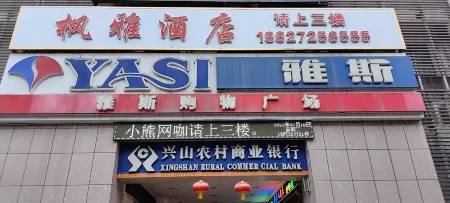 枫雅酒店 请上三楼
18627256555
YASI 雅斯
雅斯购物广场
小熊网咖请上三楼。
兴山农村商业银行
XINGSHAN RURAL COMMERCIAL BANK